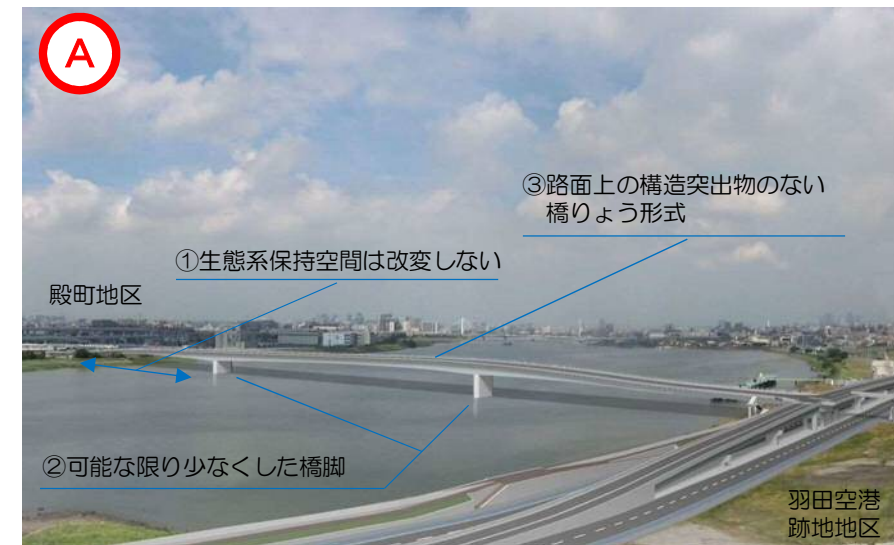 A
③路面上の構造突出物のない
橋りょう形式
①生態系保持空間は改変しない
殿町地区
②可能な限り少なくした橋脚
羽田空港
跡地地区